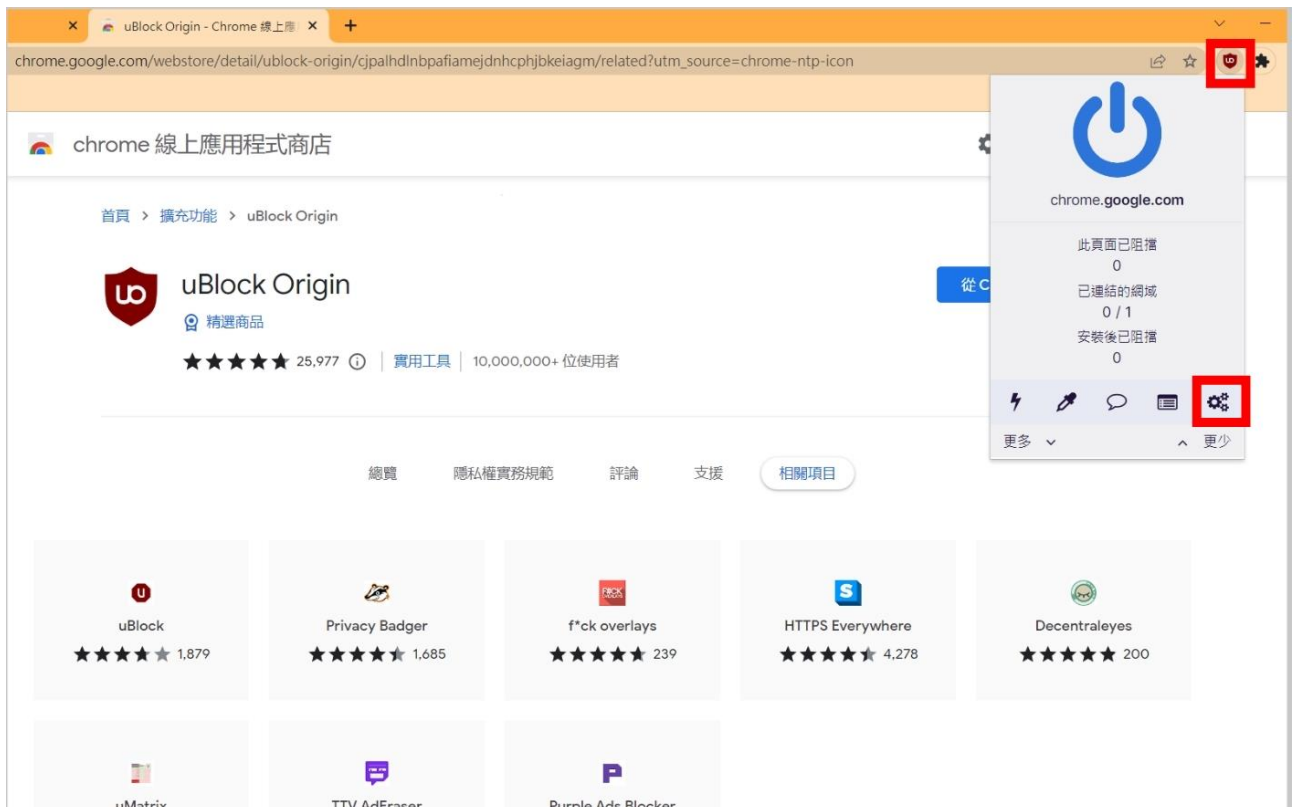 uBlock Origin - Chrome 線上應
chrome.google.com/webstore/detail/ublock-origin/cjpalhdlnbpafiamejdnhcphjbkeiagm/related?utm_source=chrome-ntp-icon
chrome 線上應用程式商店
chrome.google.com
首頁 > 擴充功能 > uBlock Origin
此頁面已阻擋
0
已連結的網域
0 / 1
安裝後已阻擋
0
uBlock Origin
從 C
精選商品
25,977 實用工具 10,000,000+ 位使用者
更多 更少
總覽 隱私權實務規範 評論 支援 相關項目
uBlock
1,879
Privacy Badger
1,685
f*ck overlays
239
HTTPS Everywhere
4,278
Decentraleyes
200
uMatrix
TTV AdEraser
Purple Ads Blocker